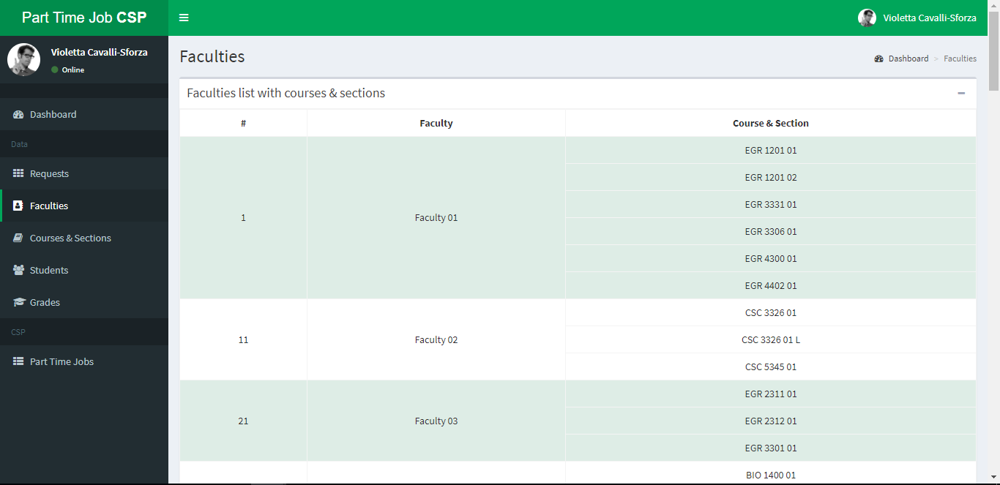 Part Time Job CSP
Violetta Cavalli-Sforza
Violetta Cavalli-Sforza
Online
Dashboard
Data
Requests
Faculties
Courses & Sections
Students
Grades
CSP
Part Time Jobs
Faculties
Dashboard > Faculties
Faculties list with courses & sections
# Faculty Course & Section
1 Faculty 01
EGR 1201 01
EGR 1201 02
EGR 3331 01
EGR 3306 01
EGR 4300 01
EGR 4402 01
11 Faculty 02
CSC 3326 01
CSC 3326 01 L
CSC 5345 01
21 Faculty 03
EGR 2311 01
EGR 2312 01
EGR 3301 01
BIO 1400 01